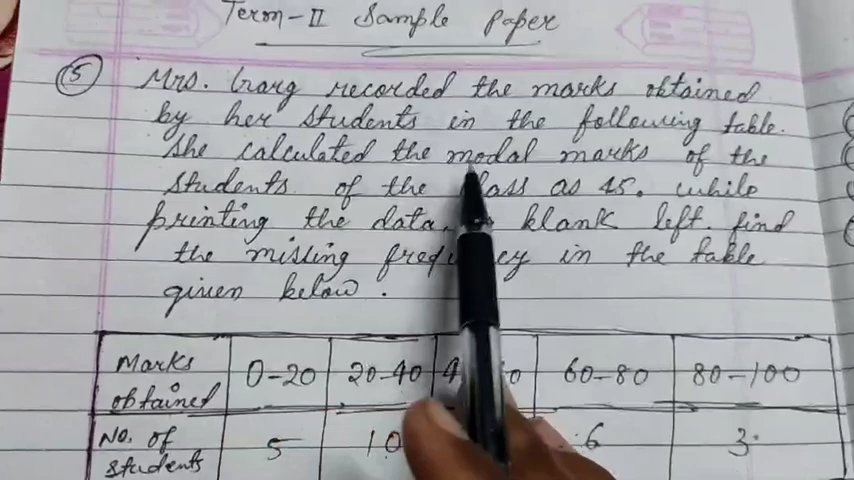 Term-II Sample Paper
5 Mrs. Garg recorded the marks obtained
by her students in the following table.
She calculated the modal marks of the
students of the class as 45. while
printing the data, blank left. find
the missing in the table
given below.
Marks obtained 0-20 20-40 60-80 80-100
No. of students 5 10 6 3